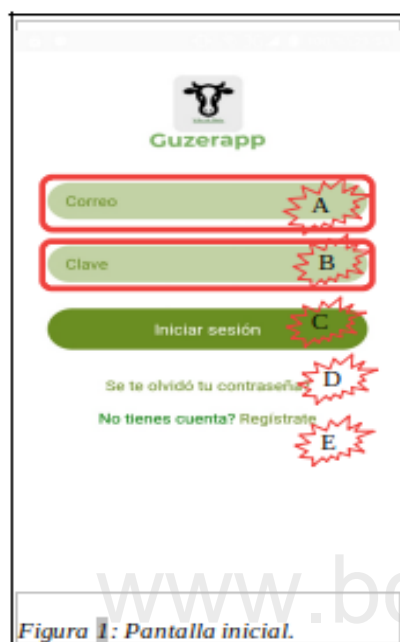 Guzerapp
Correo
A
Clave
B
Iniciar sesión
C
Se te olvidó tu contraseña
D
No tienes cuenta? Regístrate
E
www.bo
Figura 1: Pantalla inicial.